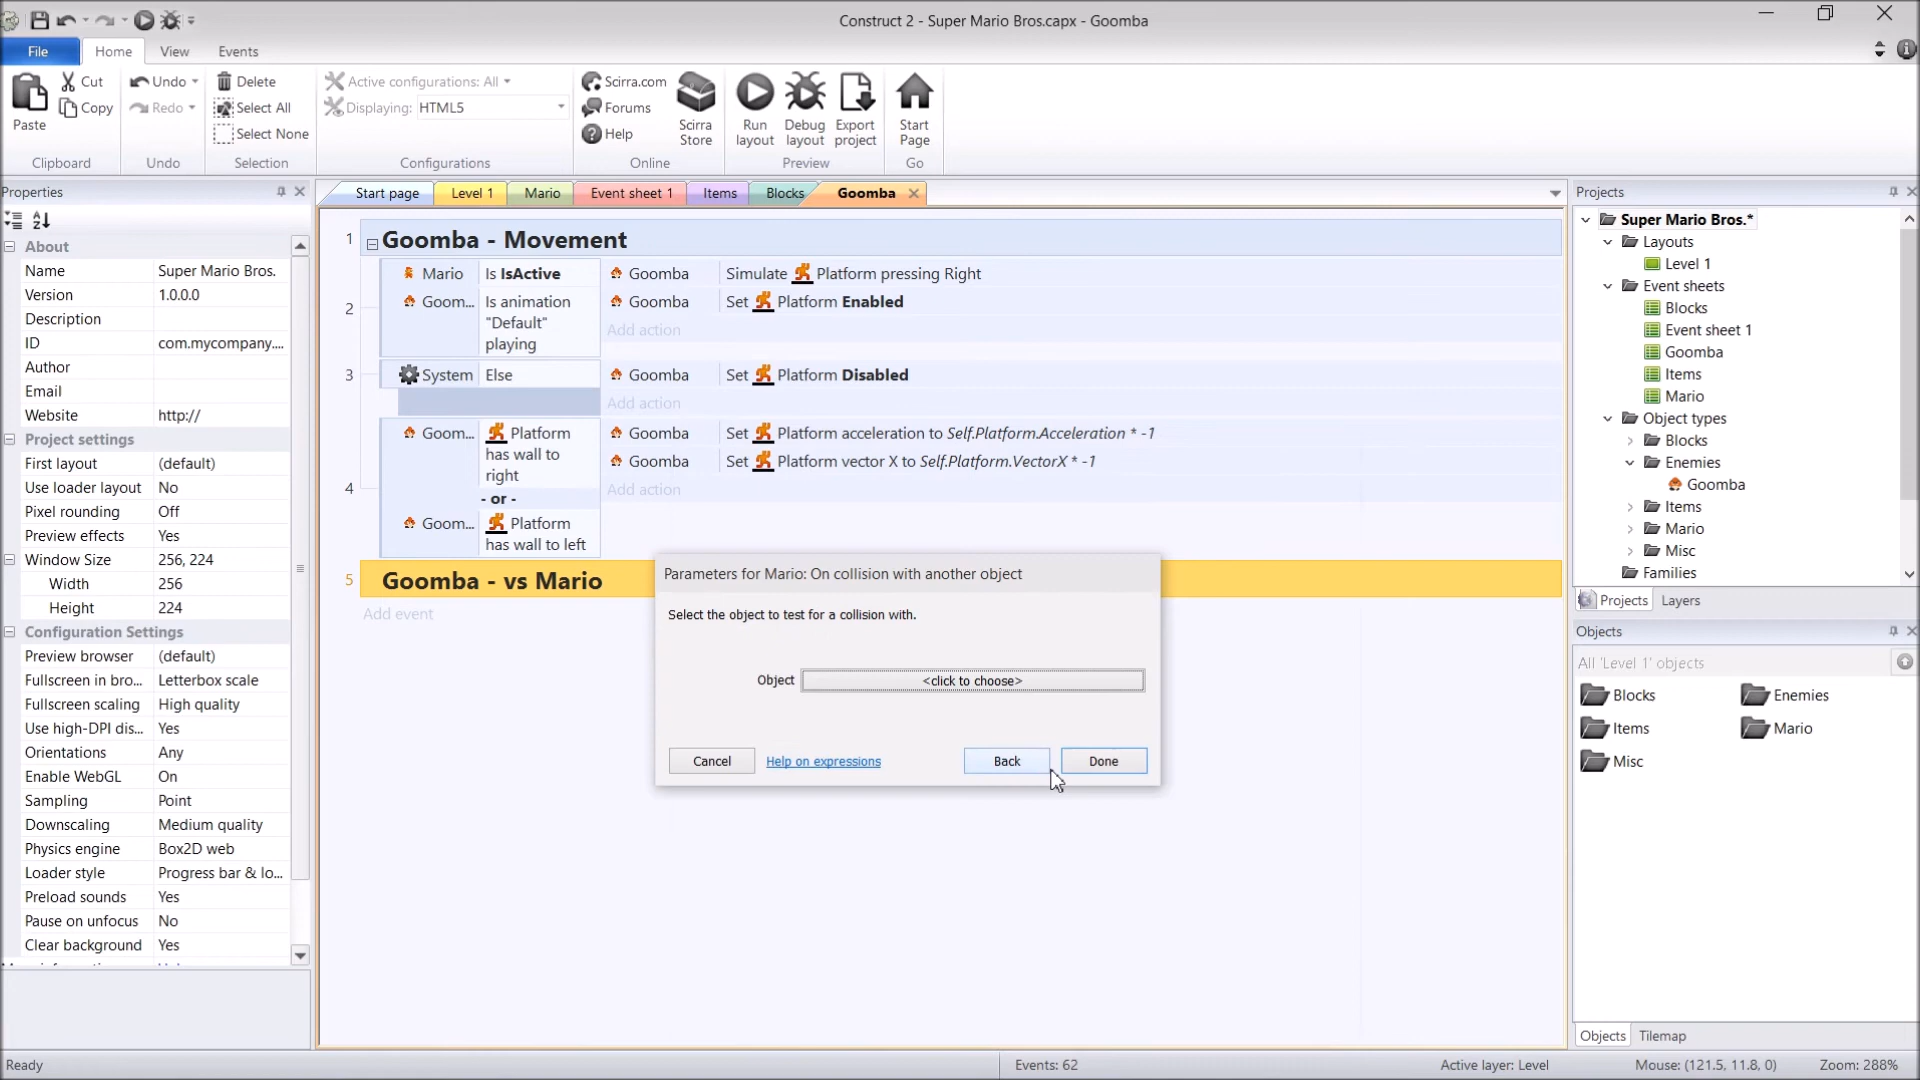 Construct 2 - Super Mario Bros.capx - Goomba
File
Home
View
Events
Paste
Cut
Copy
Clipboard
Undo
Redo
Undo
Delete
Select All
Select None
Selection
Active configurations: All
Displaying: HTML5
Configurations
Scirra.com
Forums
Help
Scirra Store
Online
Run layout
Debug layout
Export project
Preview
Start Page
Go
Properties
About
Name Super Mario Bros.
Version 1.0.0.0
Description
ID com.mycompany....
Author
Email
Website http://
Project settings
First layout (default)
Use loader layout No
Pixel rounding Off
Preview effects Yes
Window Size 256, 224
Width 256
Height 224
Configuration Settings
Preview browser (default)
Fullscreen in bro... Letterbox scale
Fullscreen scaling High quality
Use high-DPI dis... Yes
Orientations Any
Enable WebGL On
Sampling Point
Downscaling Medium quality
Physics engine Box2D web
Loader style Progress bar & lo...
Preload sounds Yes
Pause on unfocus No
Clear background Yes
Start page
Level 1
Mario
Event sheet 1
Items
Blocks
Goomba
1 Goomba - Movement
2
Mario Is IsActive
Goom... Is animation "Default" playing
Goomba Simulate Platform pressing Right
Goomba Set Platform Enabled
Add action
3 System Else
Goomba Set Platform Disabled
Add action
4
Goom... Platform has wall to right
- or -
Goom... Platform has wall to left
Goomba Set Platform acceleration to Self.Platform.Acceleration * -1
Goomba Set Platform vector X to Self.Platform.VectorX * -1
Add action
5 Goomba - vs Mario
Add event
Parameters for Mario: On collision with another object
Select the object to test for a collision with.
Object <click to choose>
Cancel
Help on expressions
Back
Done
Projects
Super Mario Bros.*
Layouts
Level 1
Event sheets
Blocks
Event sheet 1
Goomba
Items
Mario
Object types
Blocks
Enemies
Goomba
Items
Mario
Misc
Families
Projects
Layers
Objects
All 'Level 1' objects
Blocks
Enemies
Items
Mario
Misc
Objects
Tilemap
Ready
Events: 62
Active layer: Level
Mouse: (121.5, 11.8, 0)
Zoom: 288%